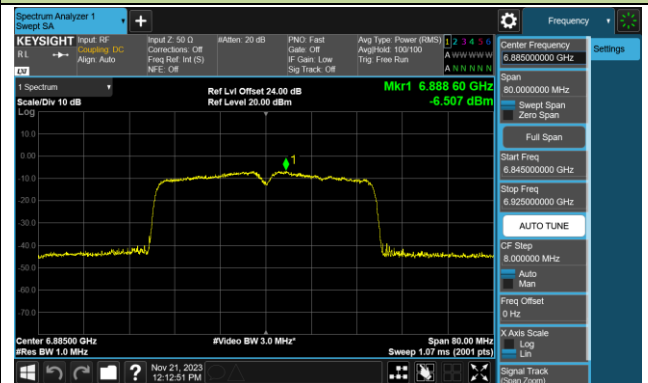 Spectrum Analyzer 1
Swept SA
Frequency
KEYSIGHT
RL
LXI
Input: RF
Coupling: DC
Align: Auto
Input Z: 50 Ω
Corrections: Off
Freq Ref: Int (S)
NFE: Off
#Atten: 20 dB
PNO: Fast
Gate: Off
IF Gain: Low
Sig Track: Off
Avg Type: Power (RMS)
Avg|Hold: 100/100
Trig: Free Run
1 2 3 4 5 6
A W W W W W
A N N N N N
1 Spectrum
Scale/Div 10 dB
Log
Ref Lvl Offset 24.00 dB
Ref Level 20.00 dBm
Mkr1 6.888 60 GHz
-6.507 dBm
10.0
0.00
-10.0
-20.0
-30.0
-40.0
-50.0
-60.0
-70.0
1
Center 6.88500 GHz
#Res BW 1.0 MHz
#Video BW 3.0 MHz*
Span 80.00 MHz
Sweep 1.07 ms (2001 pts)
Nov 21, 2023
12:12:51 PM
?
Center Frequency
6.885000000 GHz
Span
80.0000000 MHz
Swept Span
Zero Span
Full Span
Start Freq
6.845000000 GHz
Stop Freq
6.925000000 GHz
AUTO TUNE
CF Step
8.000000 MHz
Auto
Man
Freq Offset
0 Hz
X Axis Scale
Log
Lin
Signal Track
(Span Zoom)
Settings